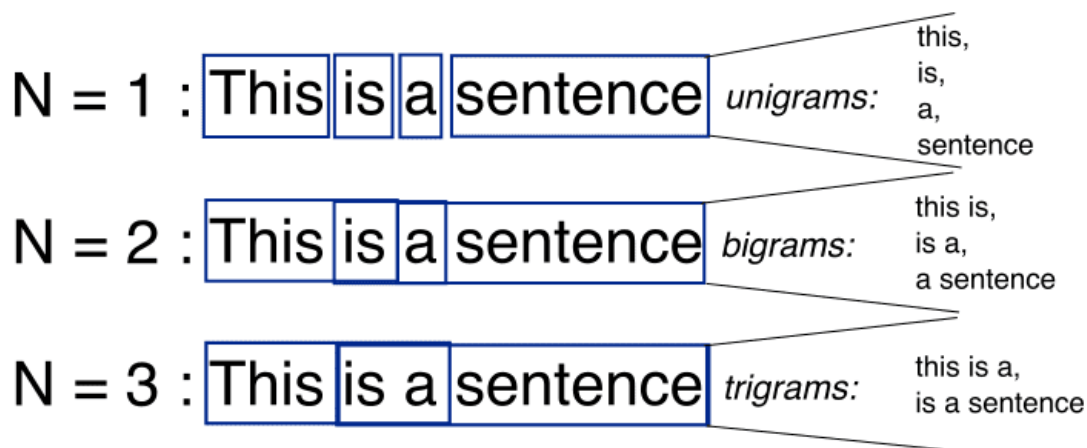 N = 1 : This is a sentence unigrams:
this,
is,
a,
sentence
N = 2 : This is a sentence bigrams:
this is,
is a,
a sentence
N = 3 : This is a sentence trigrams:
this is a,
is a sentence